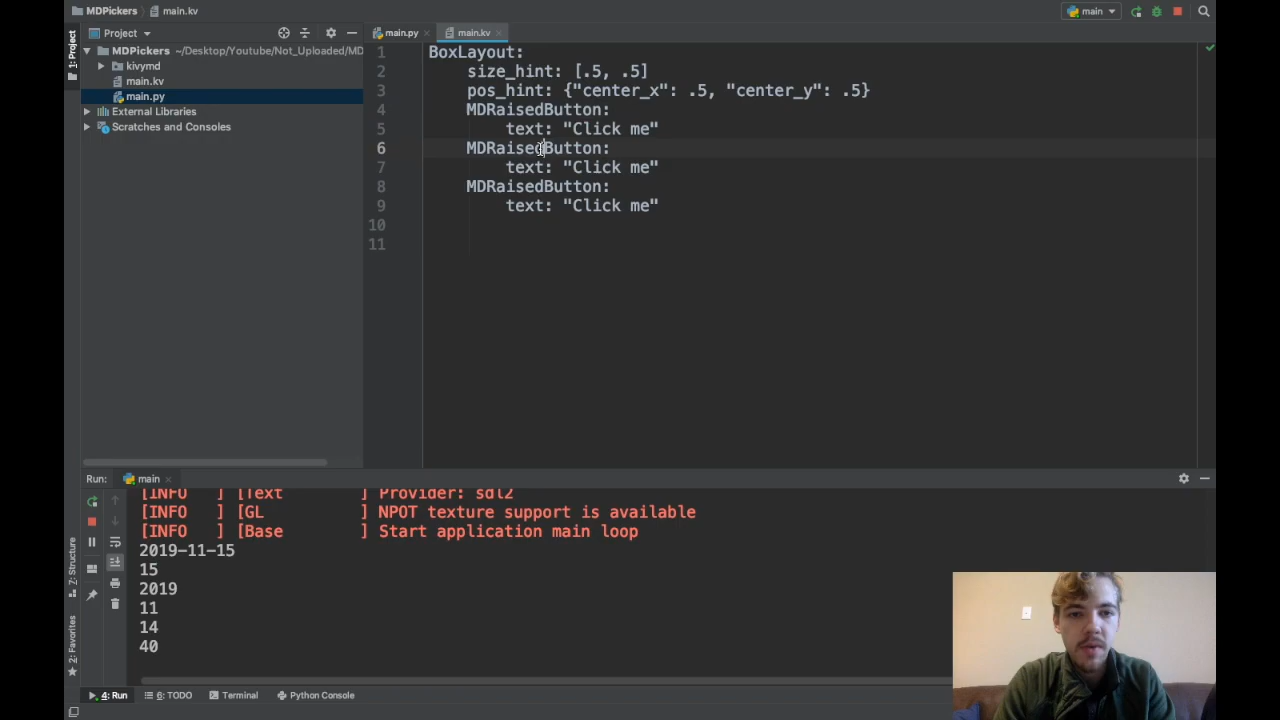 MDPickers main.kv
main
1: Project
Project
main.py main.kv
MDPickers ~/Desktop/Youtube/Not_Uploaded/MD
kivymd
main.kv
main.py
External Libraries
Scratches and Consoles
1 BoxLayout:
2 size_hint: [.5, .5]
3 pos_hint: {"center_x": .5, "center_y": .5}
4 MDRaisedButton:
5 text: "Click me"
6 MDRaisedButton:
7 text: "Click me"
8 MDRaisedButton:
9 text: "Click me"
10
11
Run: main
[INFO ] [Text ] Provider: sdl2
[INFO ] [GL ] NPOT texture support is available
[INFO ] [Base ] Start application main loop
2019-11-15
15
2019
11
14
40
7: Structure
2: Favorites
4: Run 6: TODO Terminal Python Console